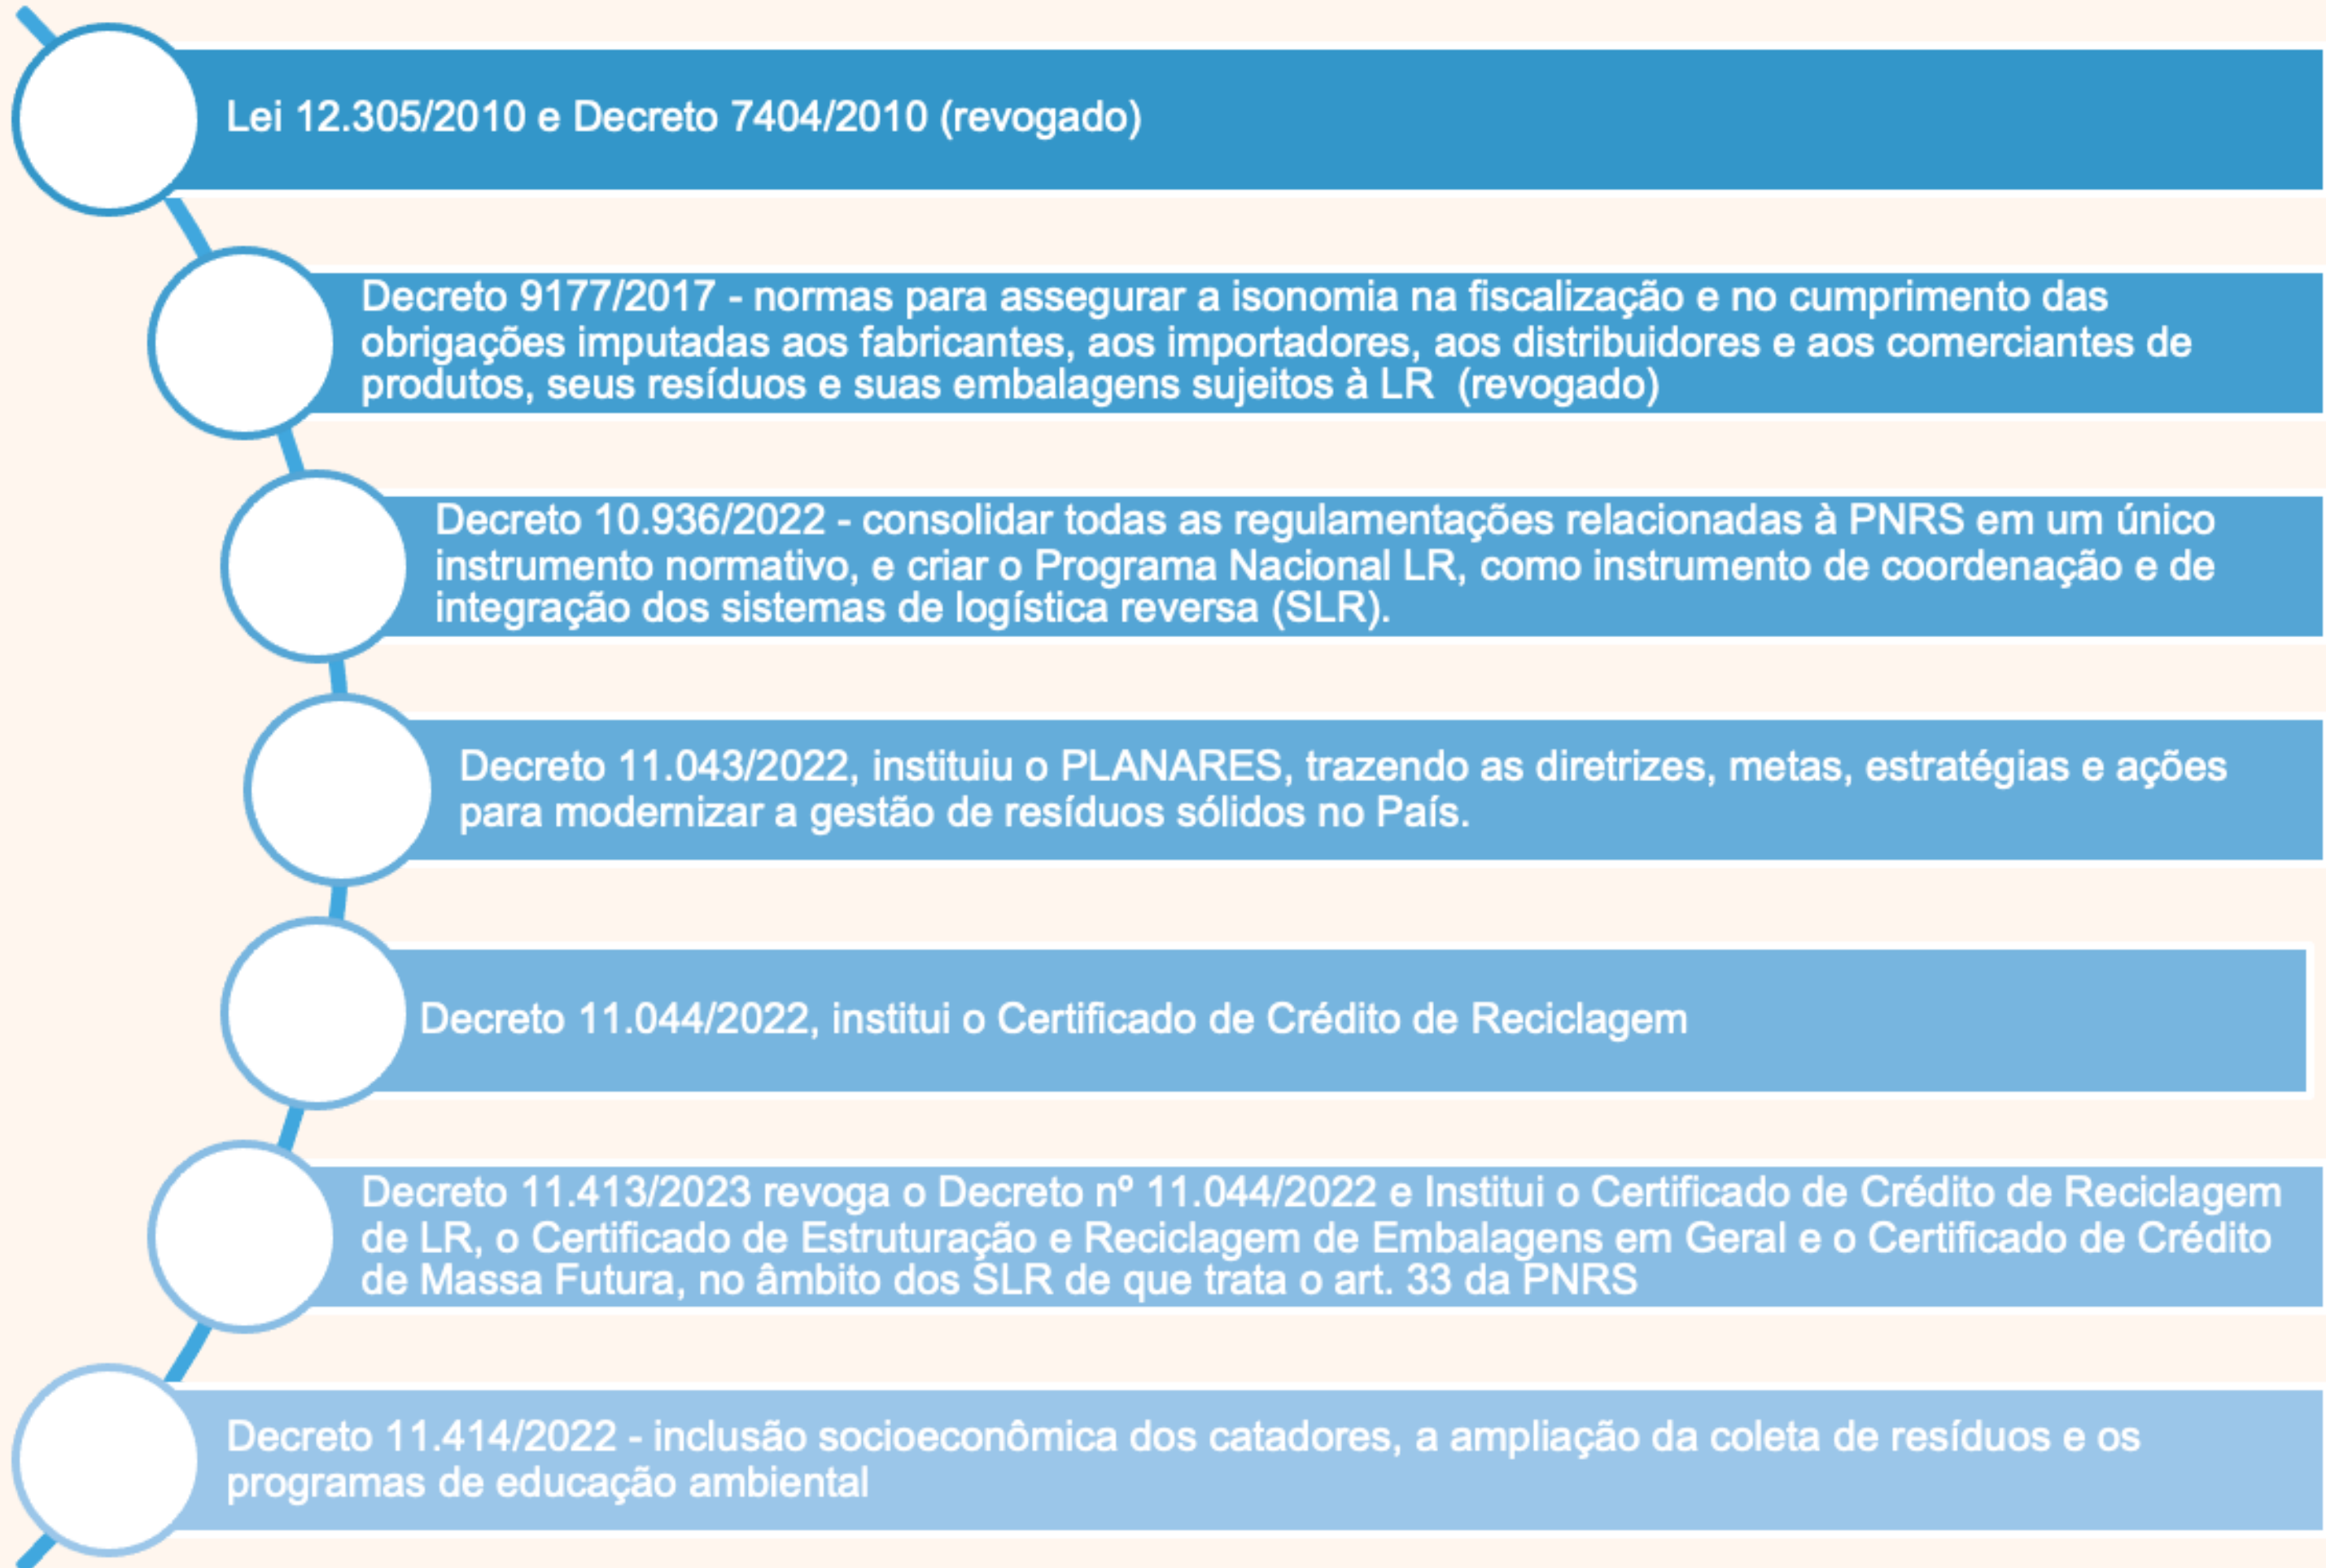 Lei 12.305/2010 e Decreto 7404/2010 (revogado)
Decreto 9177/2017 - normas para assegurar a isonomia na fiscalização e no cumprimento das
obrigações imputadas aos fabricantes, aos importadores, aos distribuidores e aos comerciantes de
produtos, seus resíduos e suas embalagens sujeitos à LR (revogado)
Decreto 10.936/2022 - consolidar todas as regulamentações relacionadas à PNRS em um único
instrumento normativo, e criar o Programa Nacional LR, como instrumento de coordenação e de
integração dos sistemas de logística reversa (SLR).
Decreto 11.043/2022, instituiu o PLANARES, trazendo as diretrizes, metas, estratégias e ações
para modernizar a gestão de resíduos sólidos no País.
Decreto 11.044/2022, institui o Certificado de Crédito de Reciclagem
Decreto 11.413/2023 revoga o Decreto nº 11.044/2022 e Institui o Certificado de Crédito de Reciclagem
de LR, o Certificado de Estruturação e Reciclagem de Embalagens em Geral e o Certificado de Crédito
de Massa Futura, no âmbito dos SLR de que trata o art. 33 da PNRS
Decreto 11.414/2022 - inclusão socioeconômica dos catadores, a ampliação da coleta de resíduos e os
programas de educação ambiental